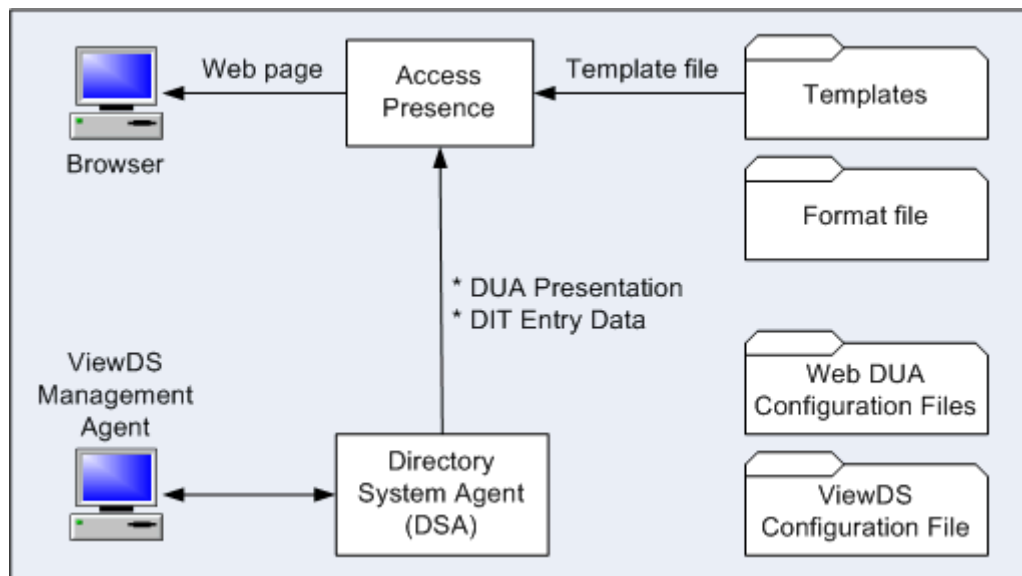 Web page
Access
Presence
Template file
Templates
Browser
Format file
* DUA Presentation
* DIT Entry Data
ViewDS
Management
Agent
Directory
System Agent
(DSA)
Web DUA
Configuration Files
ViewDS
Configuration File